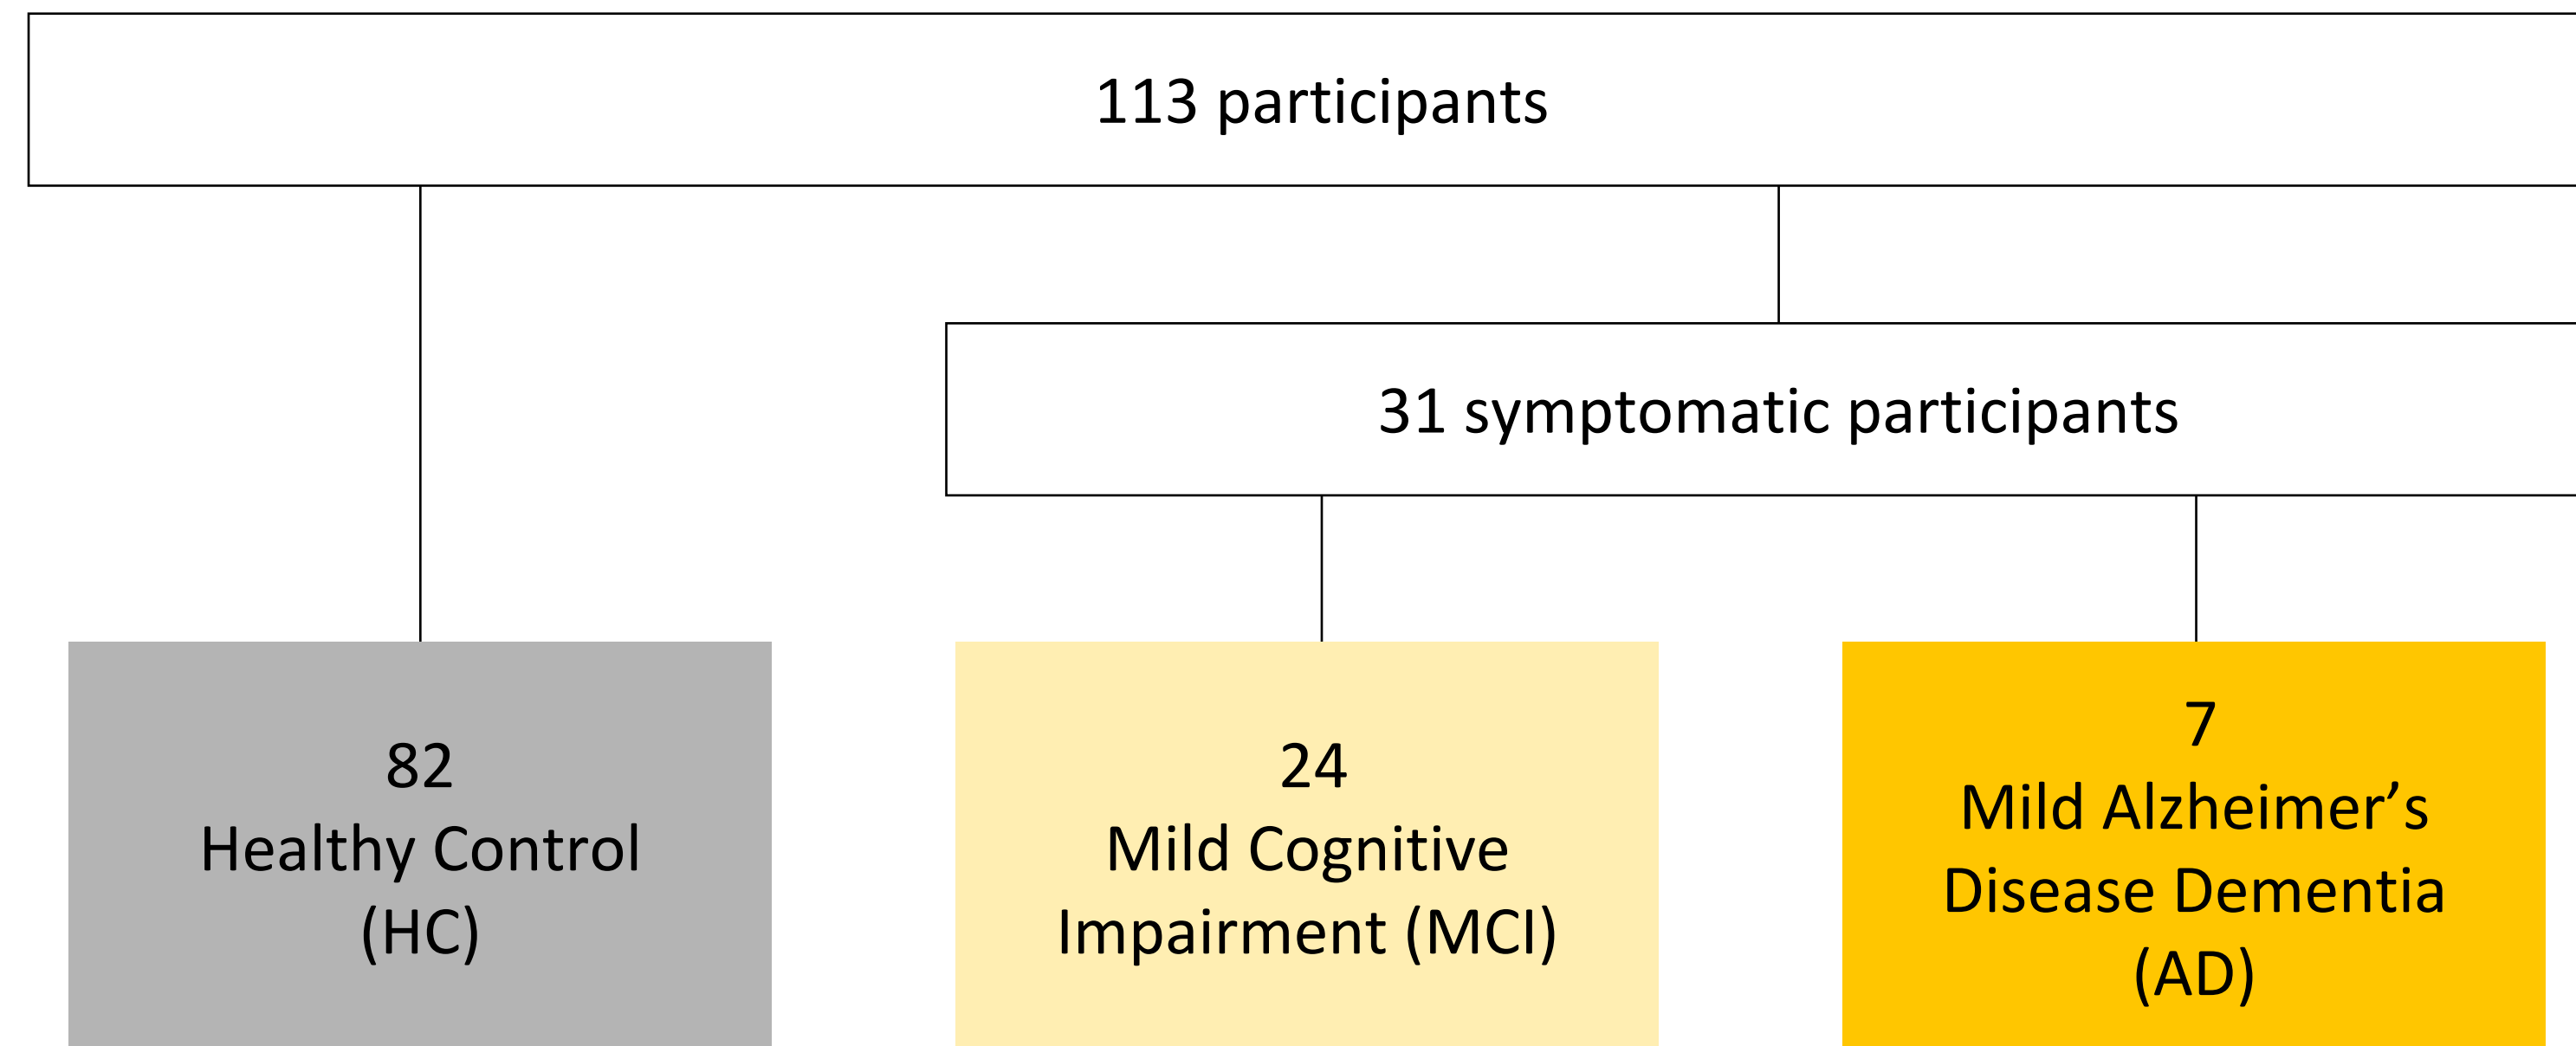 113 participants
31 symptomatic participants
82
Healthy Control
(HC)
24
Mild Cognitive
Impairment (MCI)
7
Mild Alzheimer’s
Disease Dementia
(AD)